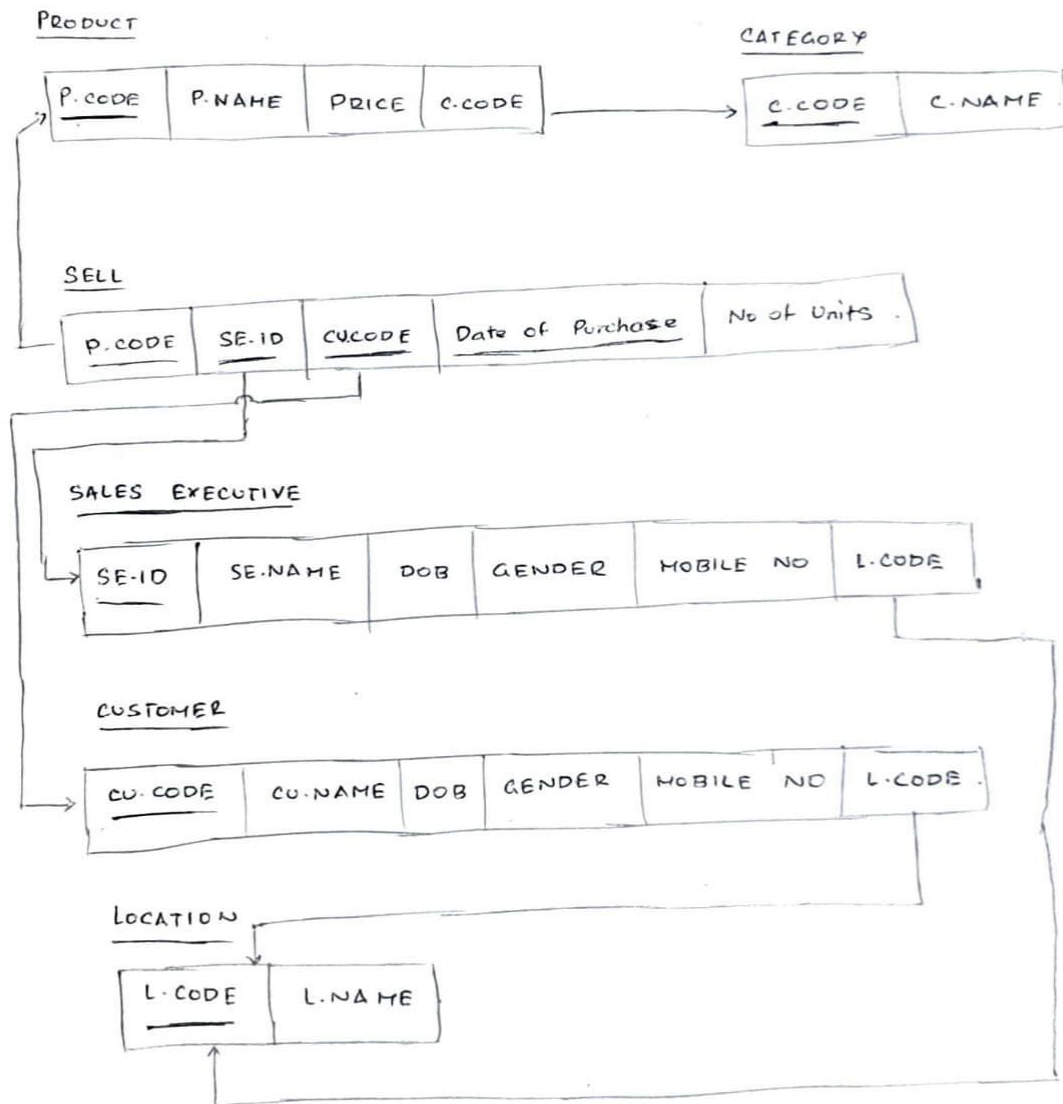 PRODUCT
CATEGORY
P.CODE P.NAME PRICE C.CODE
C.CODE C.NAME
SELL
P.CODE SE.ID CU.CODE Date of Purchase No of Units
SALES EXECUTIVE
SE-ID SE.NAME DOB GENDER MOBILE NO L.CODE
CUSTOMER
CU.CODE CU.NAME DOB GENDER MOBILE NO L.CODE
LOCATION
L.CODE L.NAME